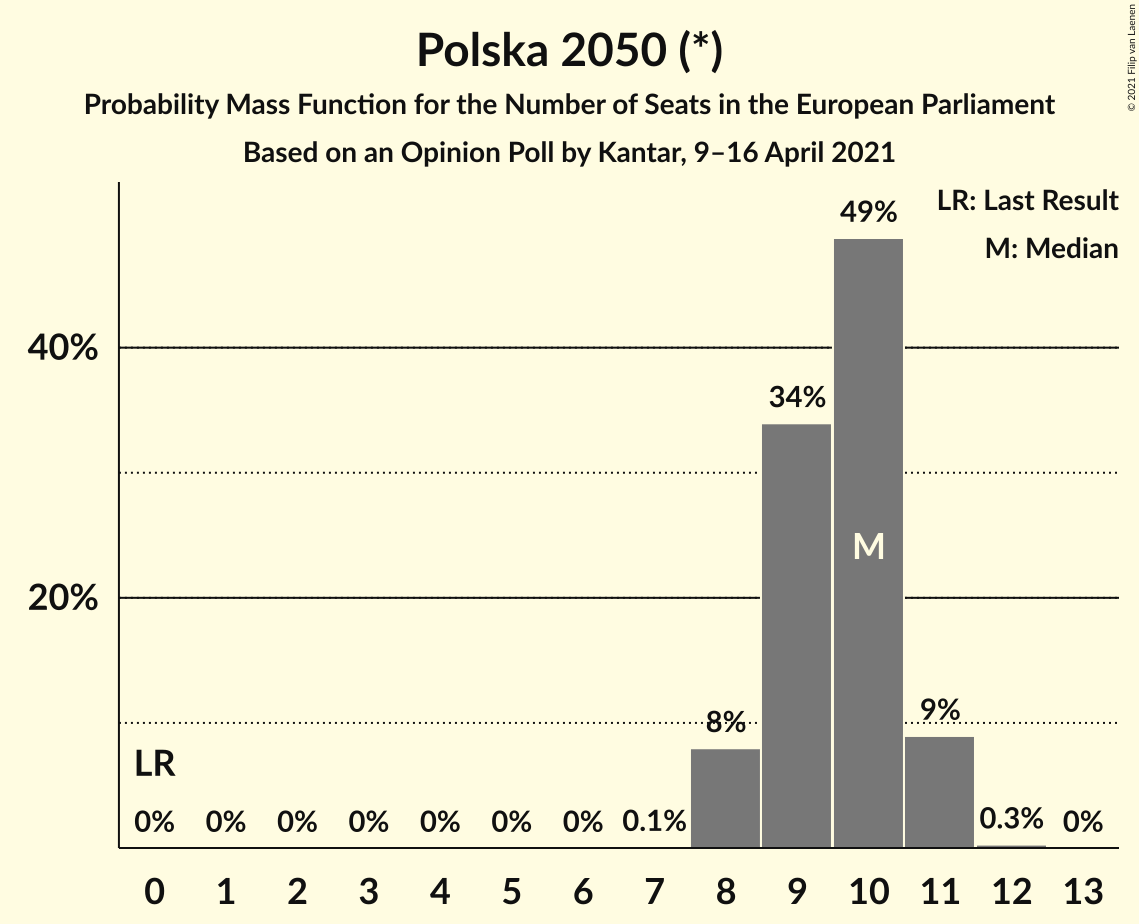 Polska 2050 (*)
Probability Mass Function for the Number of Seats in the European Parliament
Based on an Opinion Poll by Kantar, 9–16 April 2021
© 2021 Filip van Laenen
LR: Last Result
M: Median
49%
40%
34%
M
20%
9%
8%
LR
0% 0% 0% 0% 0% 0% 0% 0.1% 0.3% 0%
0 1 2 3 4 5 6 7 8 9 10 11 12 13